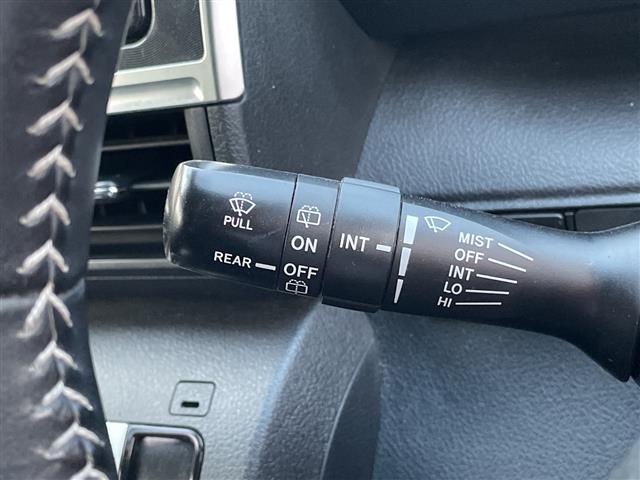 PULL
REAR
ON
OFF
INT
MIST
OFF
INT
LO
HI